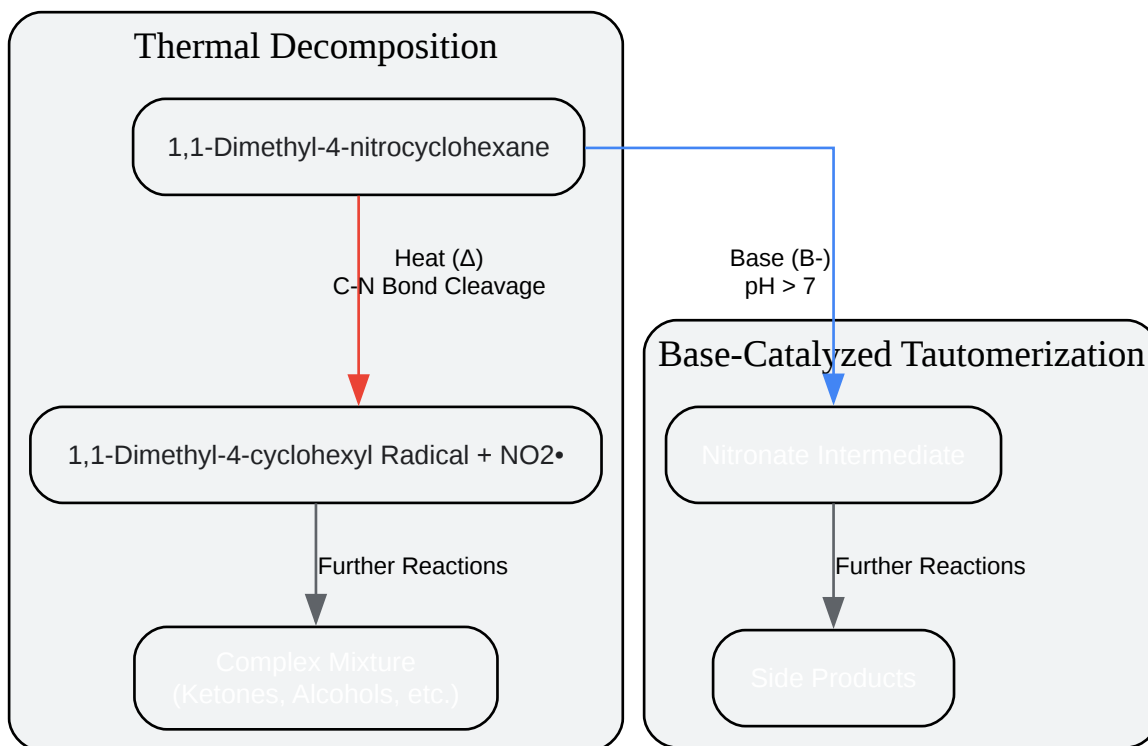 Thermal Decomposition
1,1-Dimethyl-4-nitrocyclohexane
Heat (Δ)
C-N Bond Cleavage
Base (B-)
pH > 7
Base-Catalyzed Tautomerization
1,1-Dimethyl-4-cyclohexyl Radical + NO2•
Nitronate Intermediate
Further Reactions
Further Reactions
Complex Mixture
(Ketones, Alcohols, etc.)
Side Products